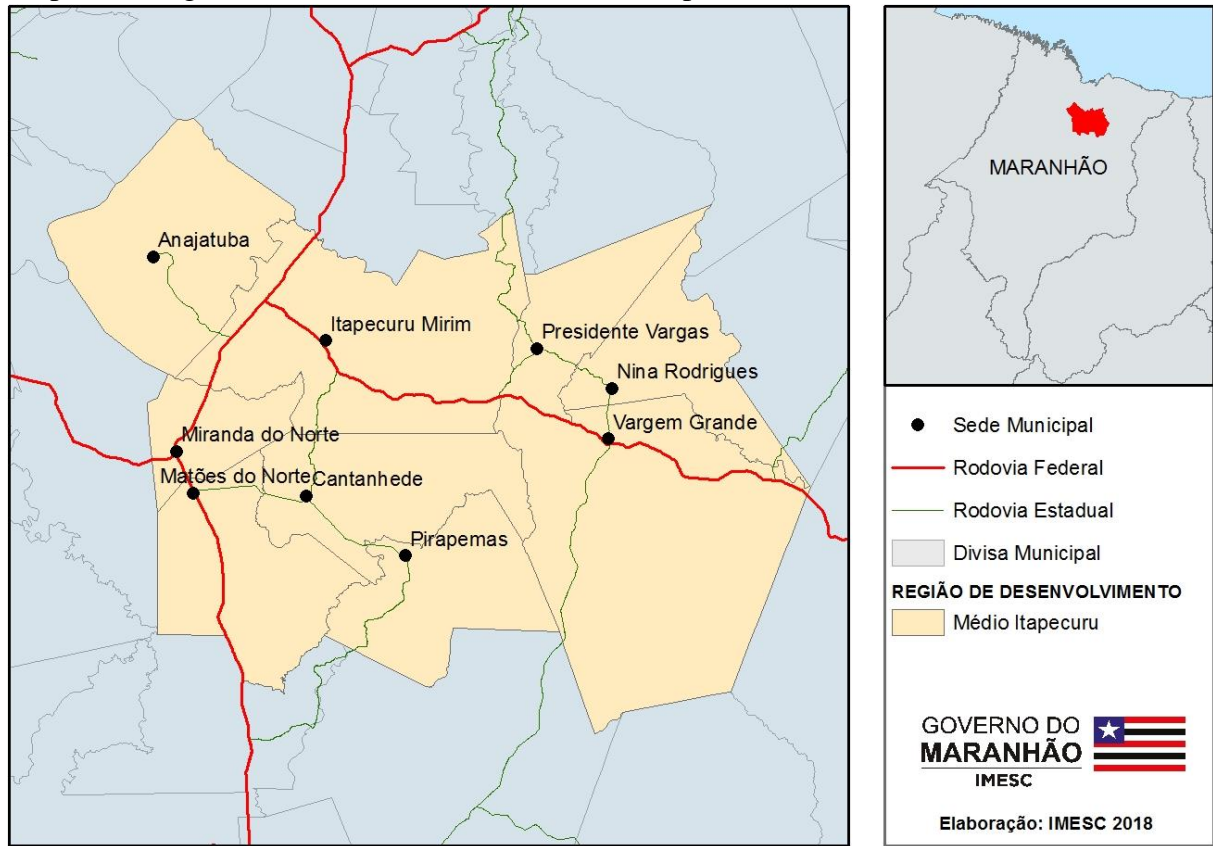 Anajatuba
Itapecuru Mirim
Presidente Vargas
Nina Rodrigues
Vargem Grande
Miranda do Norte
Matões do Norte
Cantanhede
Pirapemas
MARANHÃO
Sede Municipal
Rodovia Federal
Rodovia Estadual
Divisa Municipal
REGIÃO DE DESENVOLVIMENTO
Médio Itapecuru
GOVERNO DO
MARANHÃO
IMESC
Elaboração: IMESC 2018